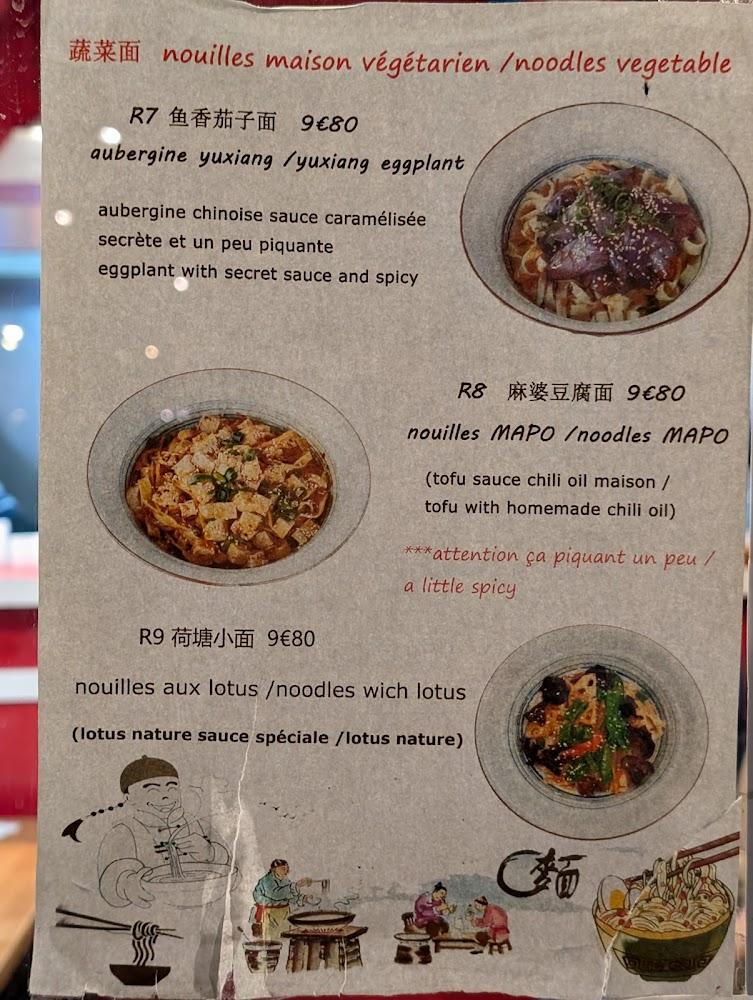 蔬菜面 nouilles maison végétarien /noodles vegetable
R7 鱼香茄子面 9€80
aubergine yuxiang /yuxiang eggplant
aubergine chinoise sauce caramélisée
secrète et un peu piquante
eggplant with secret sauce and spicy
R8 麻婆豆腐面 9€80
nouilles MAPO /noodles MAPO
(tofu sauce chili oil maison /
tofu with homemade chili oil)
***attention ça piquant un peu /
a little spicy
R9 荷塘小面 9€80
nouilles aux lotus /noodles wich lotus
(lotus nature sauce spéciale /lotus nature)
麺